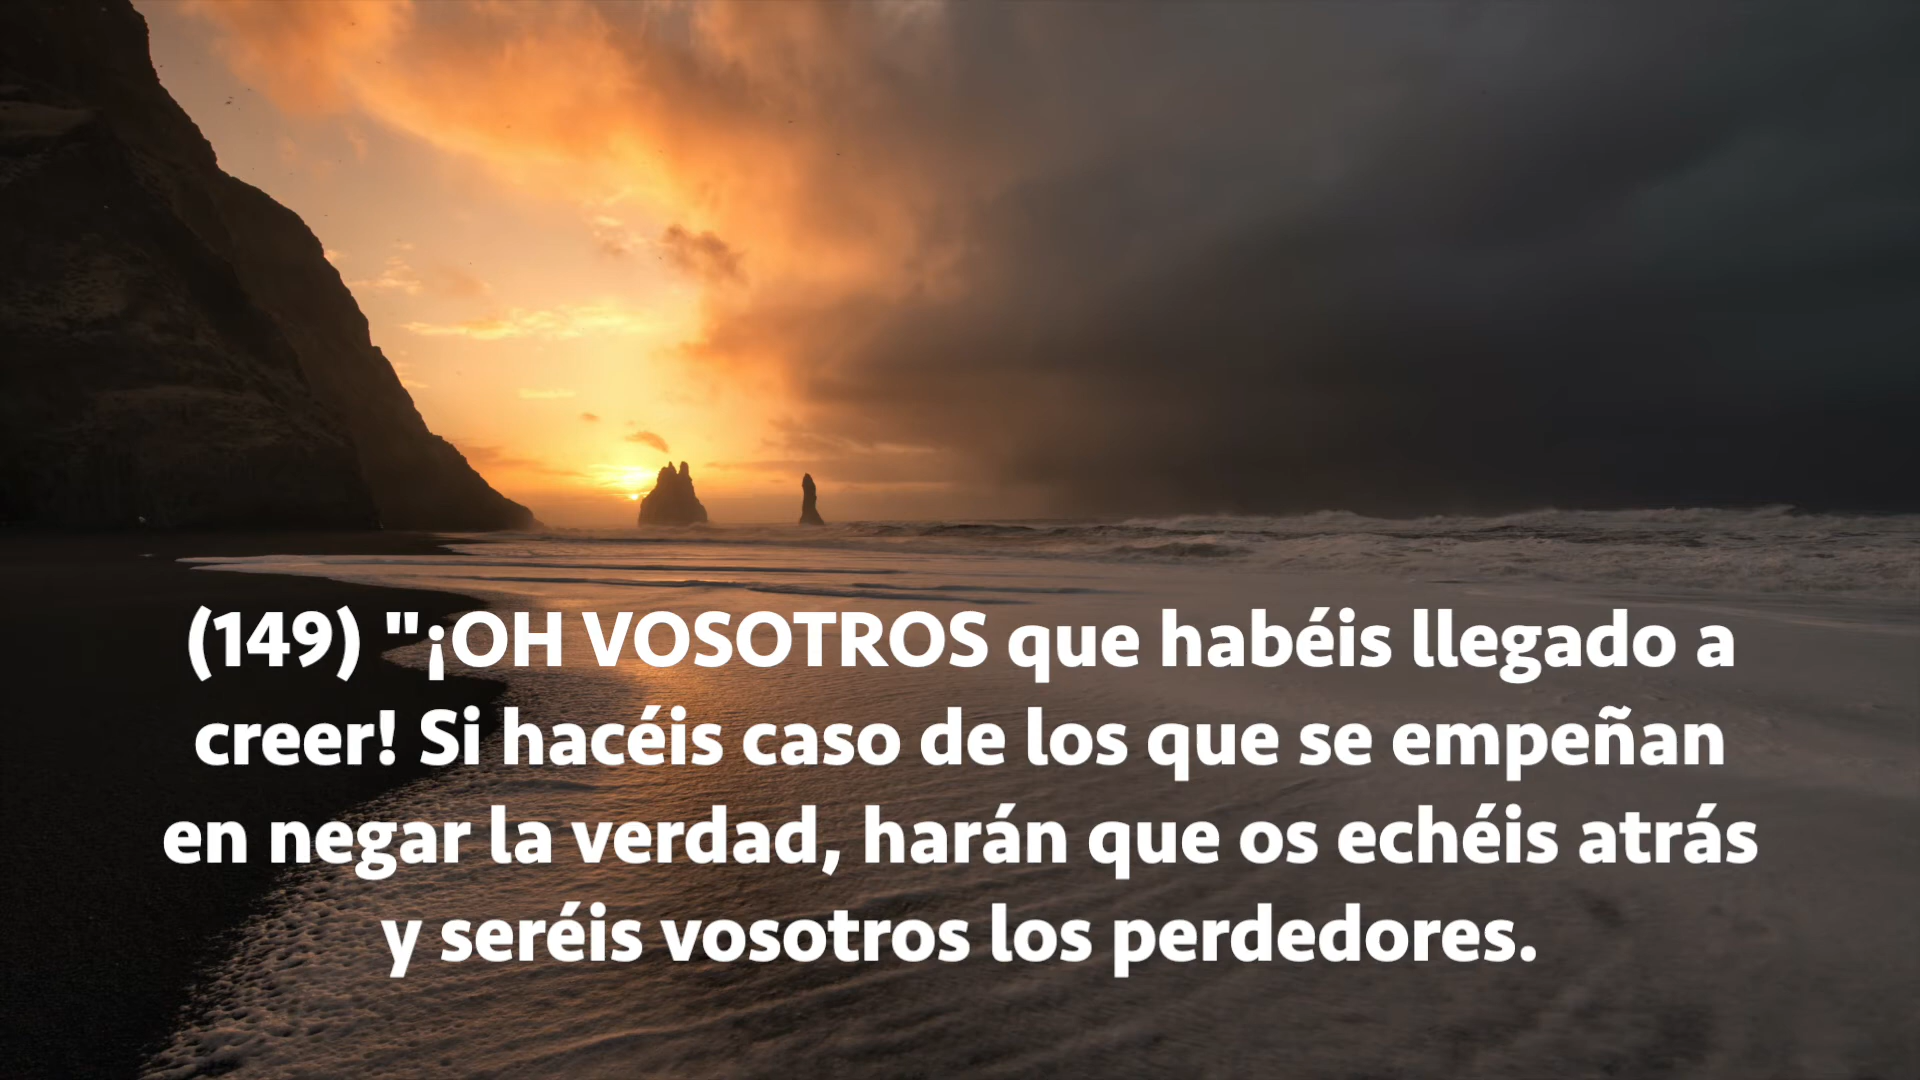 (149) "¡OH VOSOTROS que habéis llegado a
creer! Si hacéis caso de los que se empeñan
en negar la verdad, harán que os echéis atrás
y seréis vosotros los perdedores.